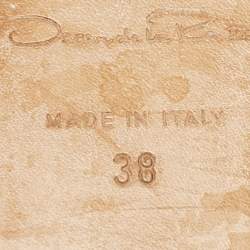 Oscar de la Renta
MADE IN ITALY
38